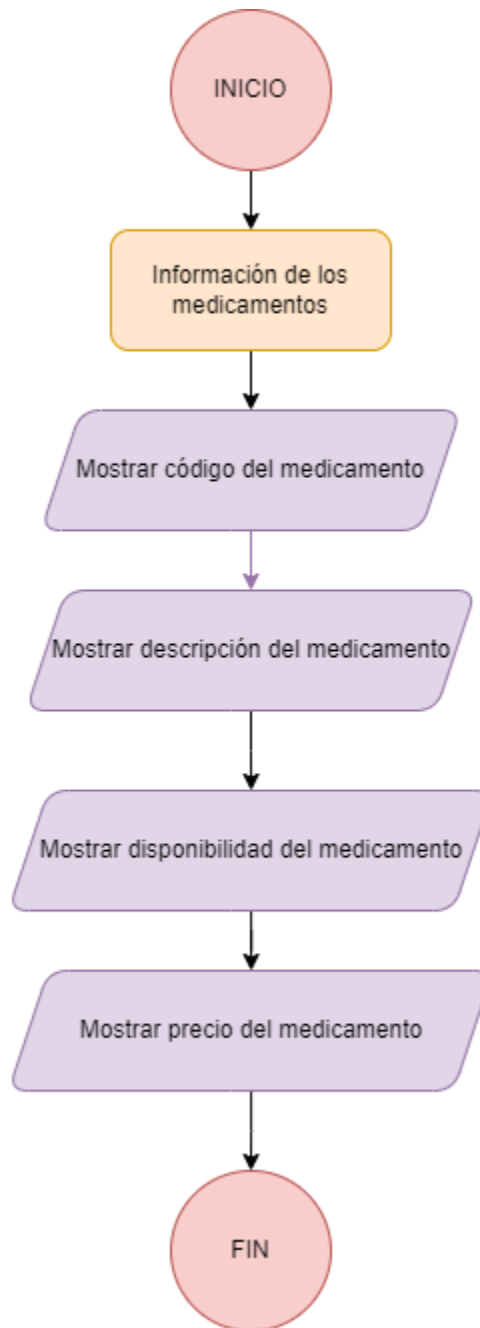 INICIO
Información de los
medicamentos
Mostrar código del medicamento
Mostrar descripción del medicamento
Mostrar disponibilidad del medicamento
Mostrar precio del medicamento
FIN